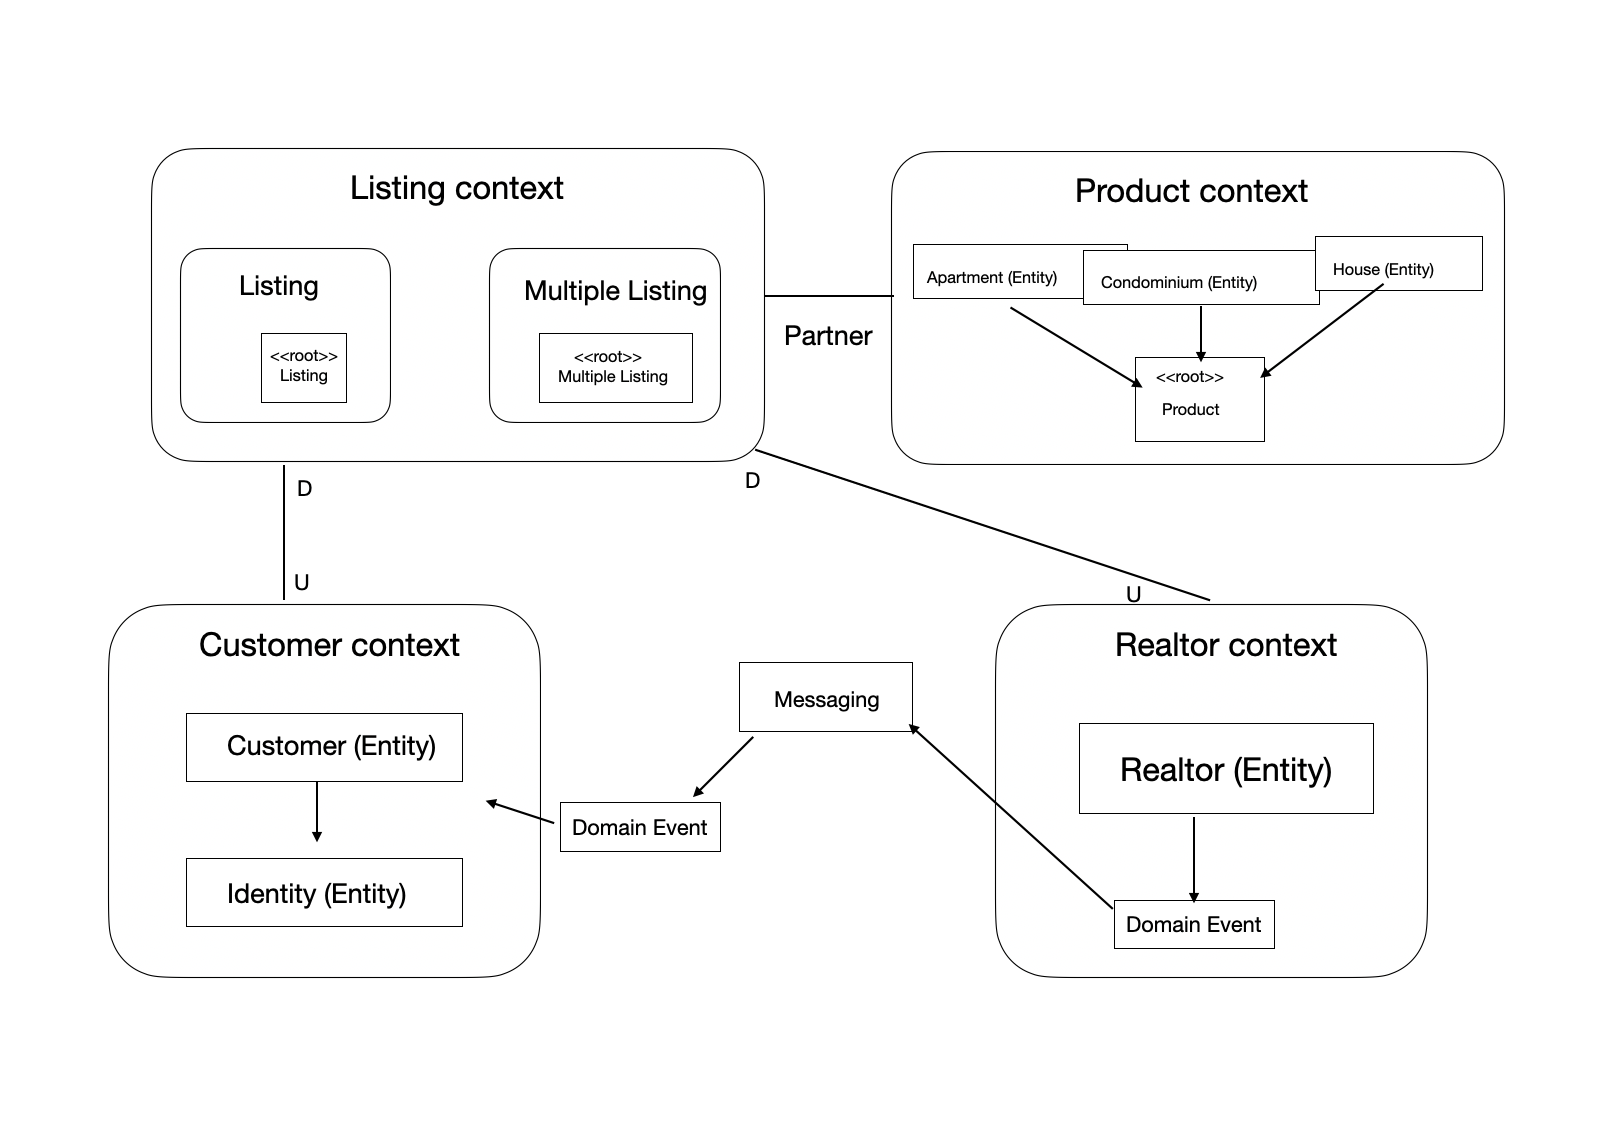 Listing context
Product context
Listing
Multiple Listing
<<root>>
Listing
<<root>>
Multiple Listing
Partner
Apartment (Entity)
Condominium (Entity)
House (Entity)
<<root>>
Product
D
D
U
U
Customer context
Realtor context
Customer (Entity)
Identity (Entity)
Messaging
Domain Event
Realtor (Entity)
Domain Event